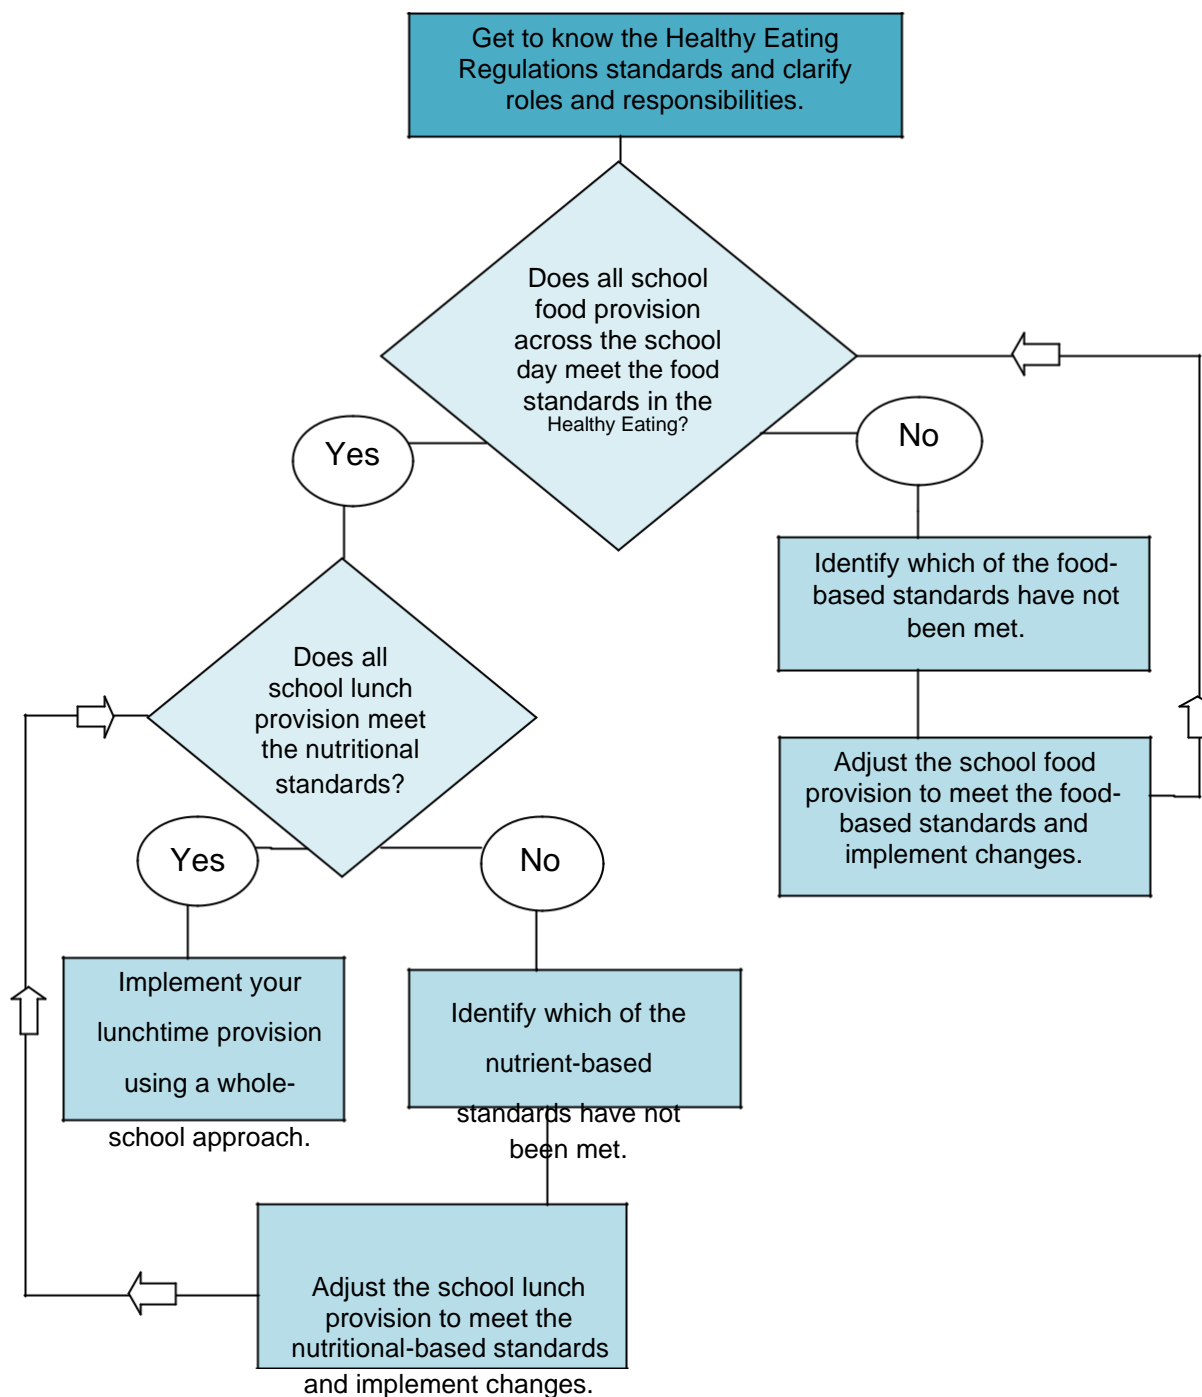 Get to know the Healthy Eating
Regulations standards and clarify
roles and responsibilities.
Does all school
food provision
across the school
day meet the food
standards in the
Healthy Eating?
Yes
No
Identify which of the food-
based standards have not
been met.
Adjust the school food
provision to meet the food-
based standards and
implement changes.
Does all
school lunch
provision meet
the nutritional
standards?
Yes
No
Implement your
lunchtime provision
using a whole-
school approach.
Identify which of the
nutrient-based
standards have not
been met.
Adjust the school lunch
provision to meet the
nutritional-based standards
and implement changes.